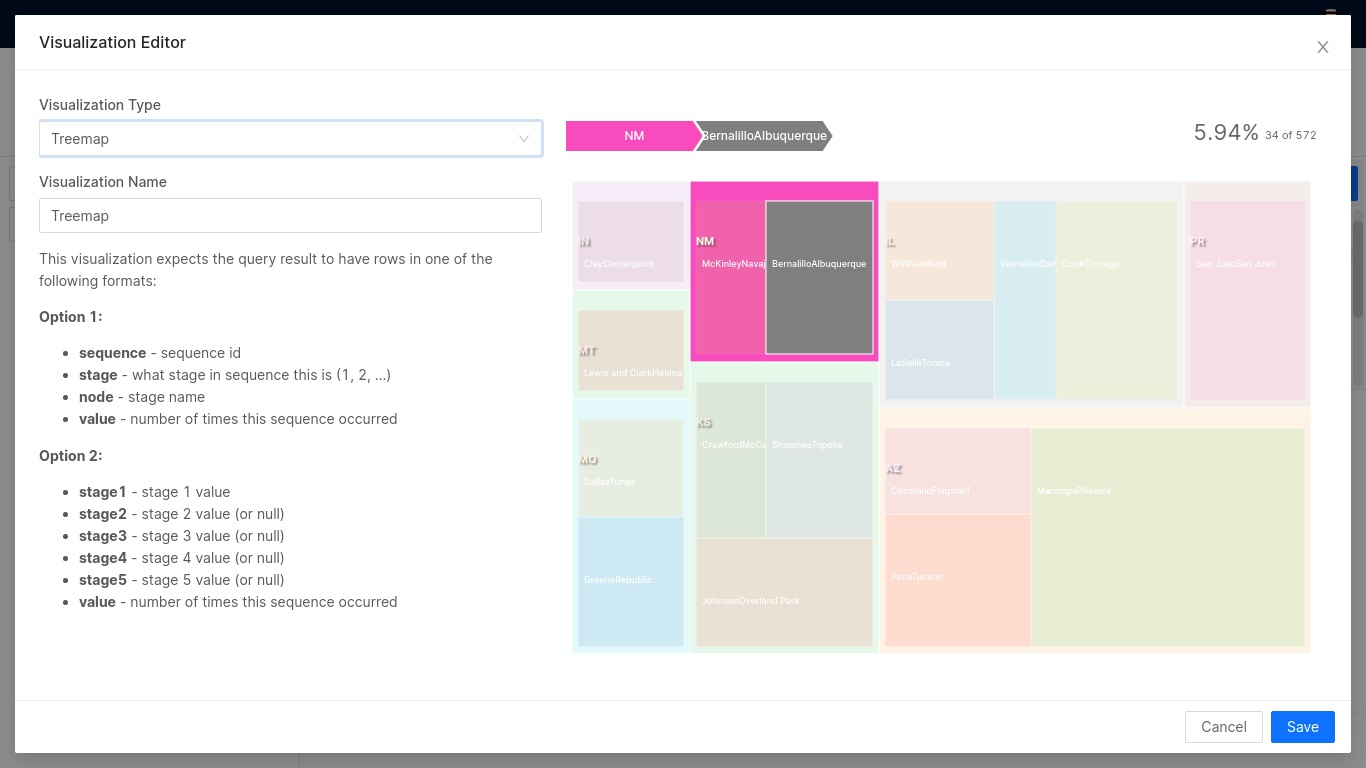 Visualization Editor
Visualization Type
Treemap
NM
BernalilloAlbuquerque
5.94% 34 of 572
Visualization Name
Treemap
This visualization expects the query result to have rows in one of the
following formats:
Option 1:
sequence - sequence id
stage - what stage in sequence this is (1, 2, ...)
node - stage name
value - number of times this sequence occurred
Option 2:
stage1 - stage 1 value
stage2 - stage 2 value (or null)
stage3 - stage 3 value (or null)
stage4 - stage 4 value (or null)
stage5 - stage 5 value (or null)
value - number of times this sequence occurred
IN
ClayCenterpoint
MT
Lewis and ClarkHelena
MO
DallasTunas
GreeneRepublic
NM
McKinleyNavaj
BernalilloAlbuquerque
KS
CrawfordMcCu
ShawneeTopeka
JohnsonOverland Park
IL
WillPlainfield
VermilionDan
CookChicago
LaSalleTonica
PR
San JuanSan Juan
AZ
CoconinoFlagstaff
MaricopaPhoenix
PimaTucson
Cancel
Save